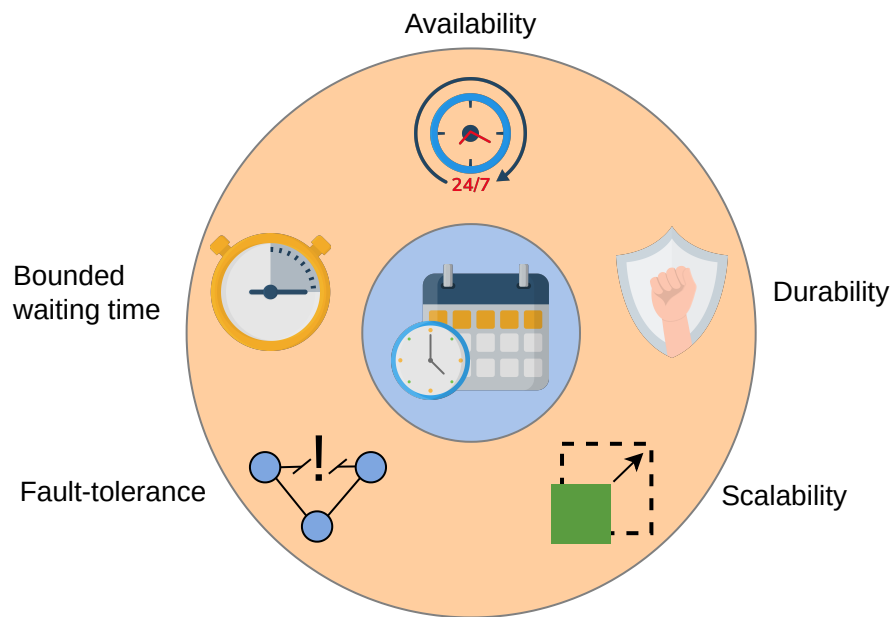 Availability
24/7
Bounded
waiting time
Durability
!
Fault-tolerance
Scalability